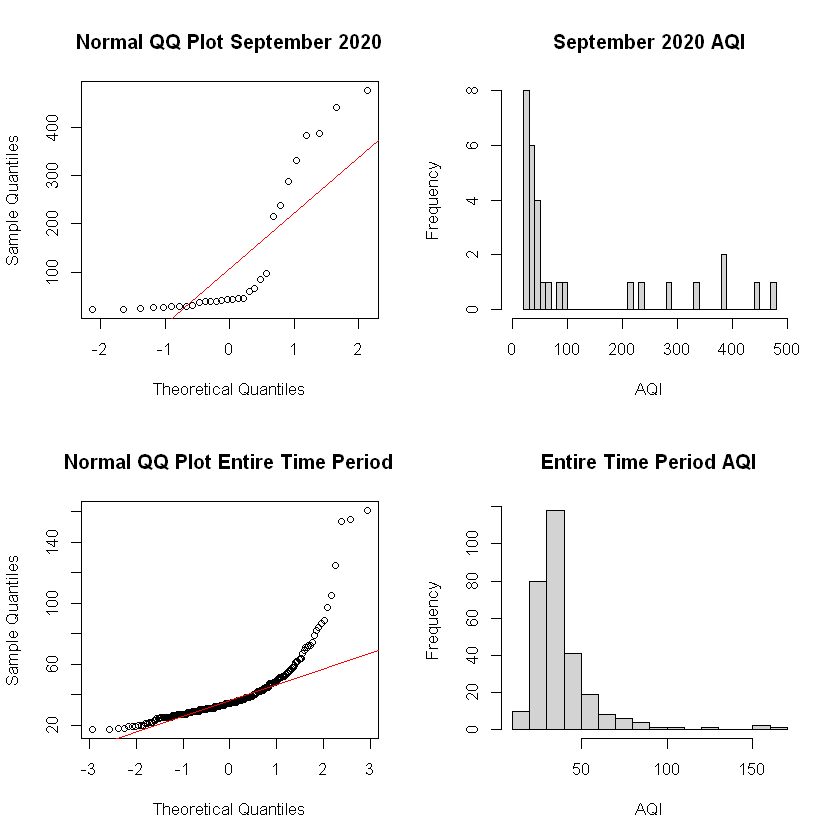 Normal QQ Plot September 2020
Sample Quantiles
100 200 300 400
-2 -1 0 1 2
Theoretical Quantiles
September 2020 AQI
Frequency
0 2 4 6 8
0 100 200 300 400 500
AQI
Normal QQ Plot Entire Time Period
Sample Quantiles
20 60 100 140
-3 -2 -1 0 1 2 3
Theoretical Quantiles
Entire Time Period AQI
Frequency
0 20 40 60 80 100
50 100 150
AQI